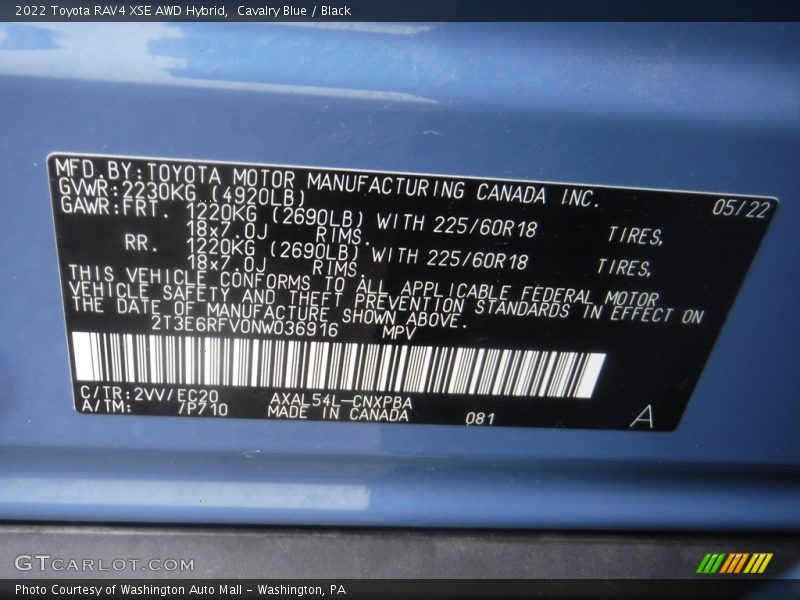 2022 Toyota RAV4 XSE AWD Hybrid,  Cavalry Blue / Black
MFD.BY:TOYOTA MOTOR MANUFACTURING CANADA INC.
GVWR:2230KG (4920LB) 05/22
GAWR:FRT. 1220KG (2690LB) WITH 225/60R18 TIRES,
18x7.0J RIMS.
RR. 1220KG (2690LB) WITH 225/60R18 TIRES,
18x7.0J RIMS.
THIS VEHICLE CONFORMS TO ALL APPLICABLE FEDERAL MOTOR
VEHICLE SAFETY AND THEFT PREVENTION STANDARDS IN EFFECT ON
THE DATE OF MANUFACTURE SHOWN ABOVE.
2T3E6RFV0NW036916 MPV
C/TR:2VV/EC20 AXAL54L-CNXPBA
A/TM: /P710 MADE IN CANADA 081 A
GTCARLOT.COM
Photo Courtesy of Washington Auto Mall - Washington, PA